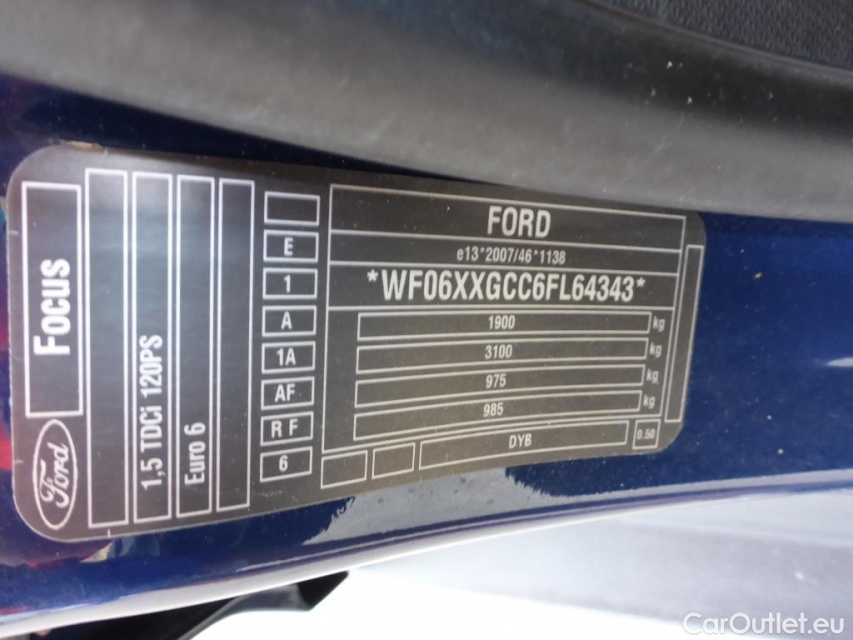 Ford
Focus
1,5 TDCi 120PS
Euro 6
E
1
A
1A
AF
R F
6
FORD
e13*2007/46*1138
*WF06XXGCC6FL64343*
1900 kg
3100 kg
975 kg
985 kg
DYB
0.50
CarOutlet.eu